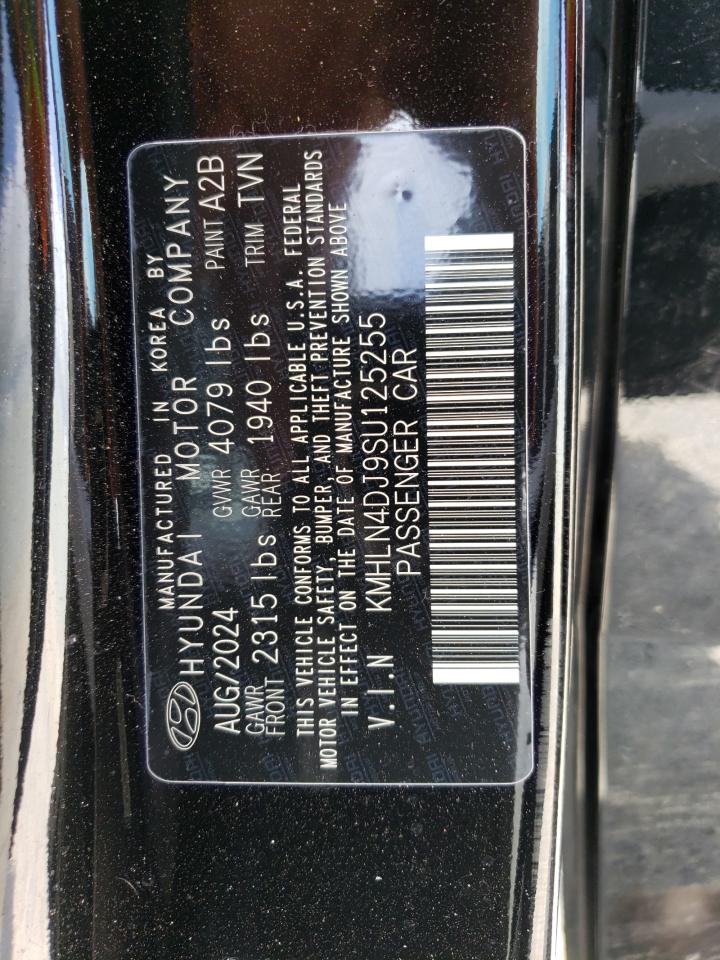 MANUFACTURED IN KOREA BY
HYUNDAI MOTOR COMPANY
AUG/2024 GVWR 4079 lbs PAINT A2B
GAWR FRONT 2315 lbs GAWR REAR 1940 lbs TRIM TVN
THIS VEHICLE CONFORMS TO ALL APPLICABLE U.S.A. FEDERAL
MOTOR VEHICLE SAFETY, BUMPER, AND THEFT PREVENTION STANDARDS
IN EFFECT ON THE DATE OF MANUFACTURE SHOWN ABOVE
V.I.N KMHLN4DJ9SU125255
PASSENGER CAR